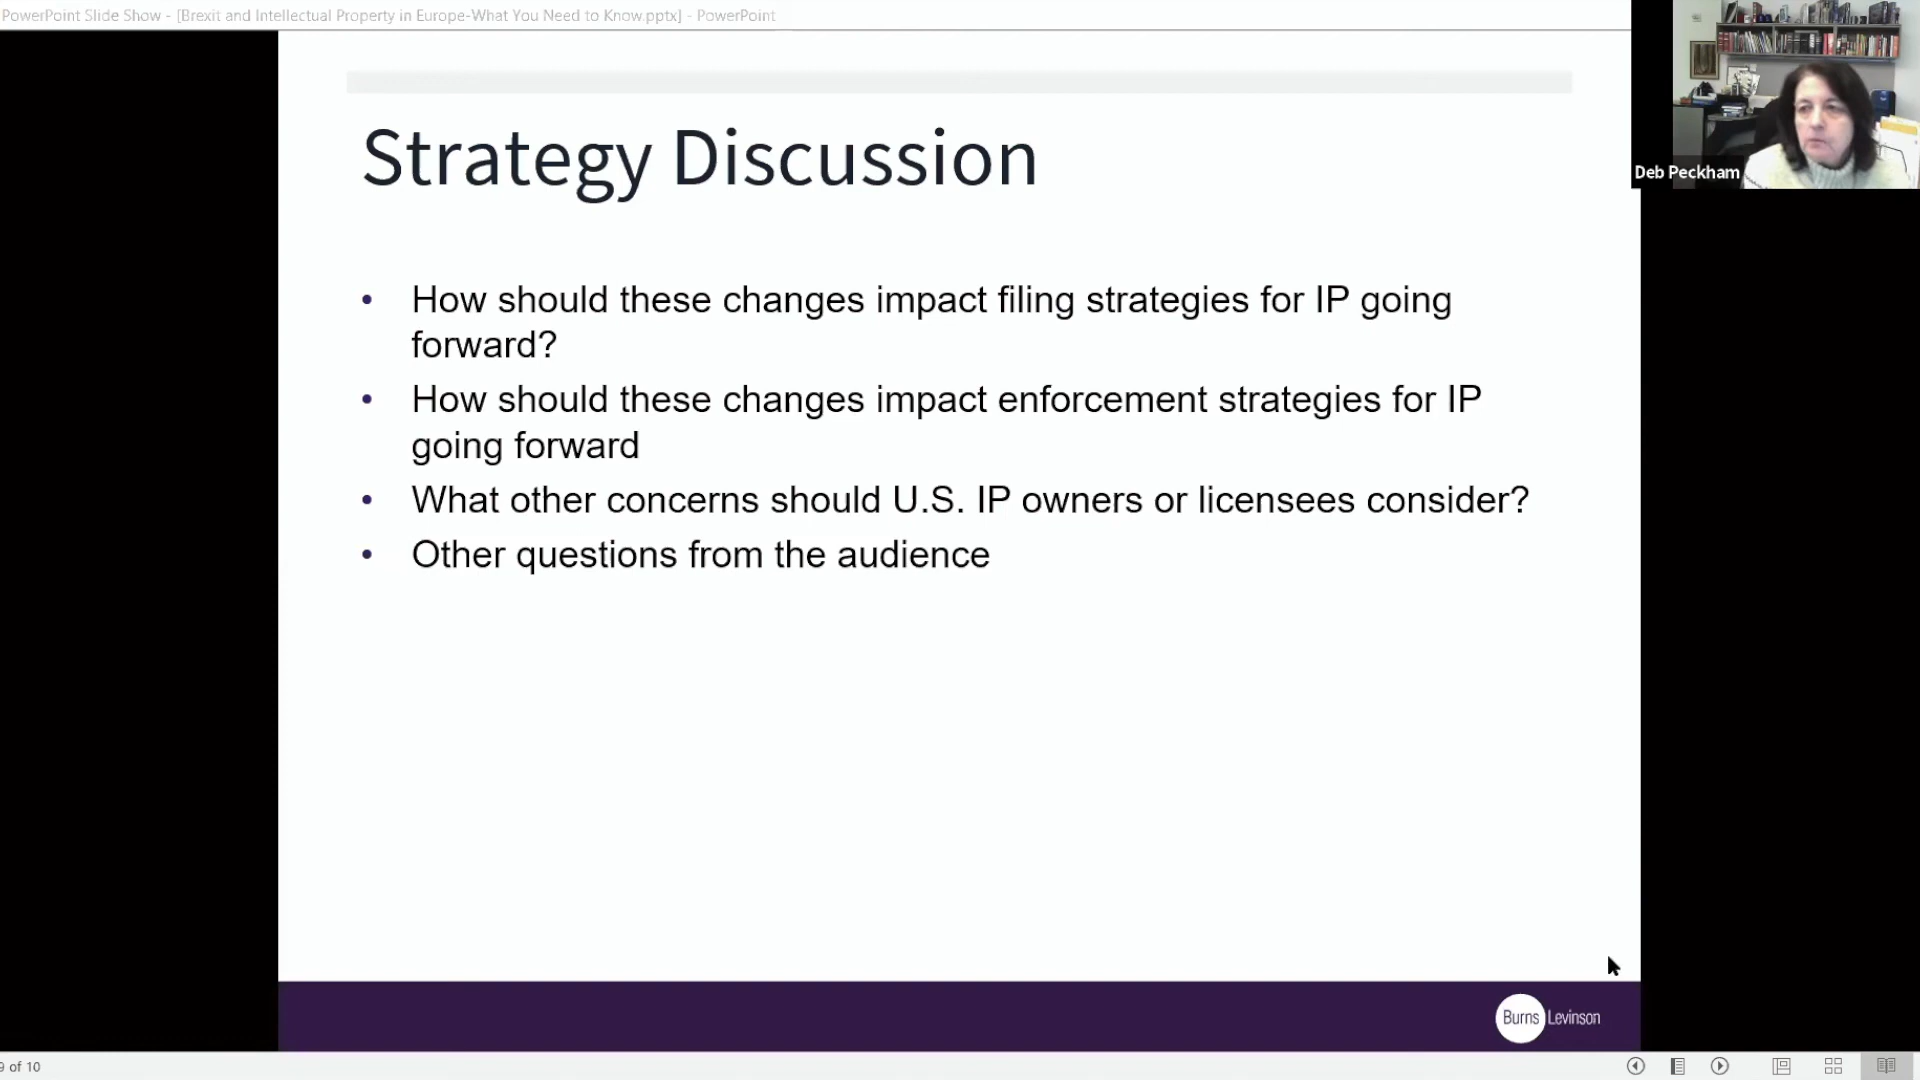 PowerPoint Slide Show - [Brexit and Intellectual Property in Europe-What You Need to Know.pptx] - PowerPoint
Deb Peckham
Strategy Discussion
• How should these changes impact filing strategies for IP going
forward?
• How should these changes impact enforcement strategies for IP
going forward
• What other concerns should U.S. IP owners or licensees consider?
• Other questions from the audience
Burns Levinson
9 of 10